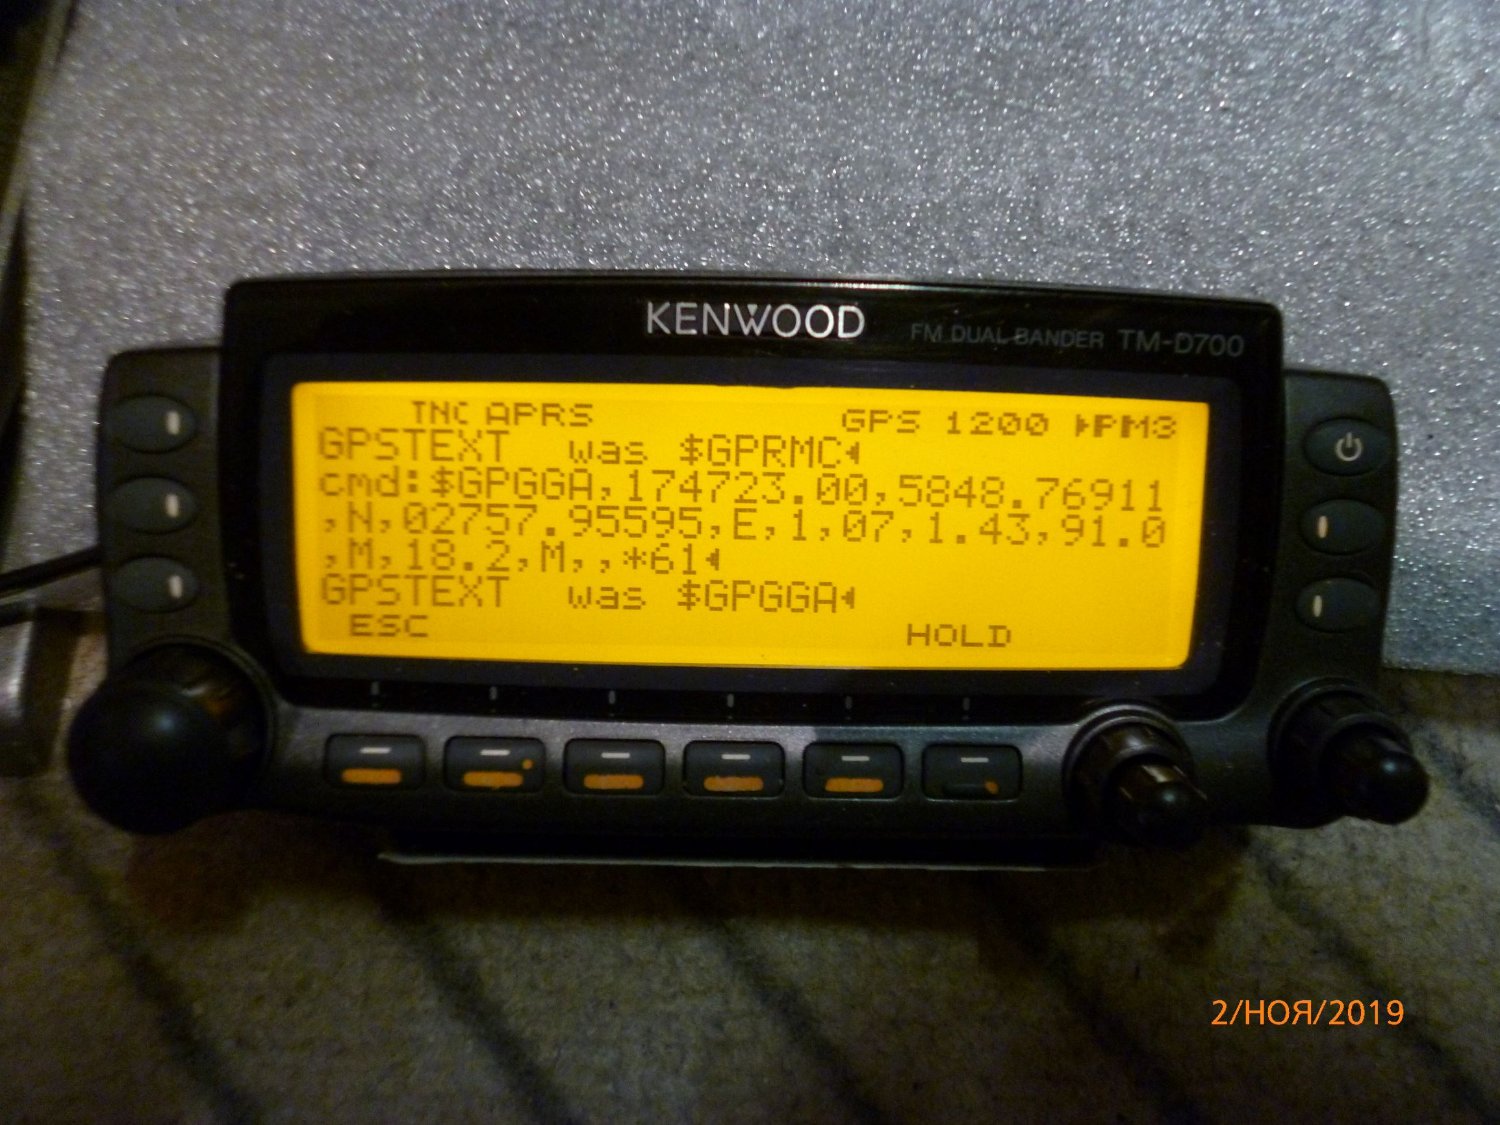 KENWOOD FM DUAL BANDER TM-D700
TNC APRS GPS 1200 PM3
GPSTEXT was $GPRMC
cmd:$GPGGA,174723.00,5848.76911
,N,02757.95595,E,1,07,1.43,91.0
,M,18.2,M,,*61
GPSTEXT was $GPGGA
ESC HOLD
2/НОЯ/2019